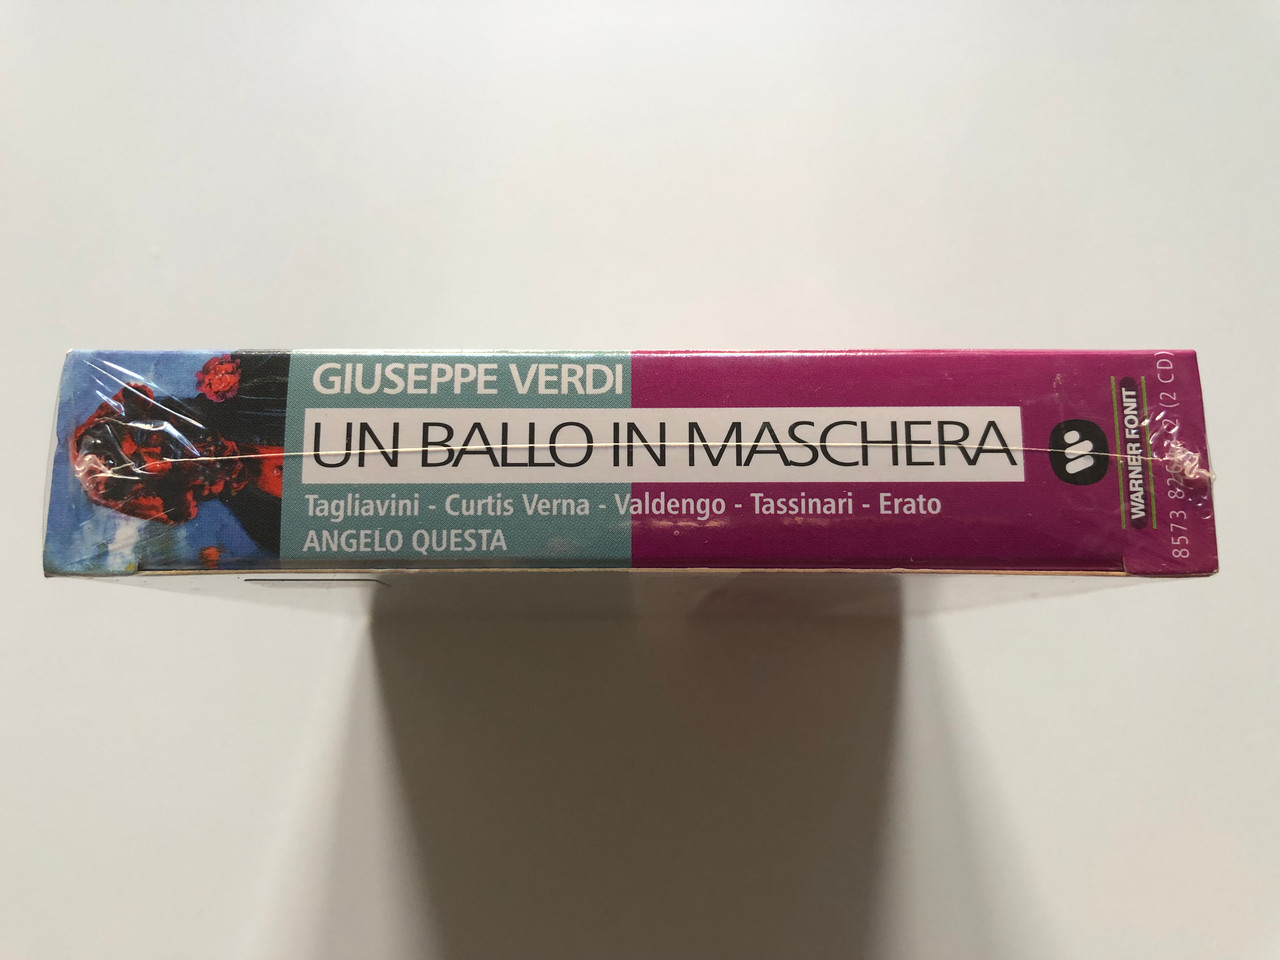 GIUSEPPE VERDI
UN BALLO IN MASCHERA
Tagliavini - Curtis Verna - Valdengo - Tassinari - Erato
ANGELO QUESTA
WARNER FONIT
8573 (2 CD)